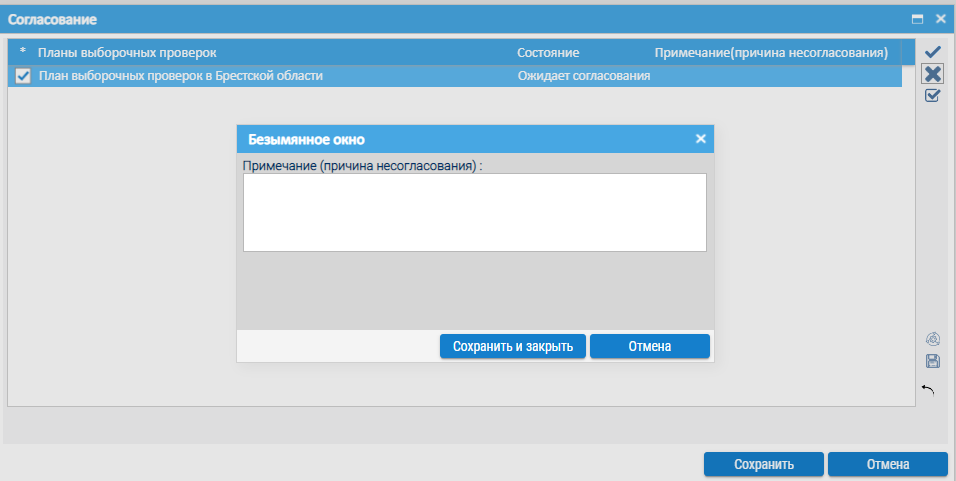 Согласование
* Планы выборочных проверок Состояние Примечание(причина несогласования)
План выборочных проверок в Брестской области Ожидает согласования
Безымянное окно
Примечание (причина несогласования) :
Сохранить и закрыть Отмена
Сохранить Отмена